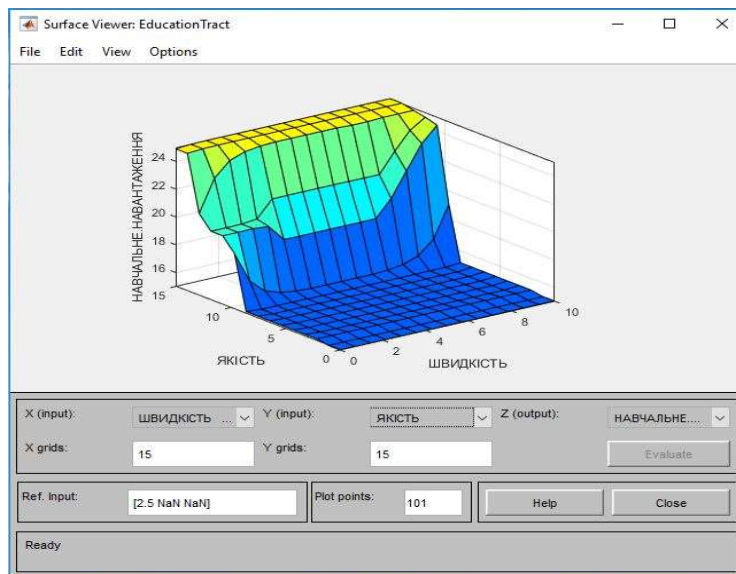 Surface Viewer: EducationTract
File Edit View Options
НАВЧАЛЬНЕ.НАВАНТАЖЕННЯ
24
22
20
18
16
15
10
5
0
ЯКІСТЬ
0
2
4
6
8
10
ШВИДКІСТЬ
X (input): ШВИДКІСТЬ ... Y (input): ЯКІСТЬ Z (output): НАВЧАЛЬНЕ....
X grids: 15 Y grids: 15 Evaluate
Ref. Input: [2.5 NaN NaN] Plot points: 101 Help Close
Ready